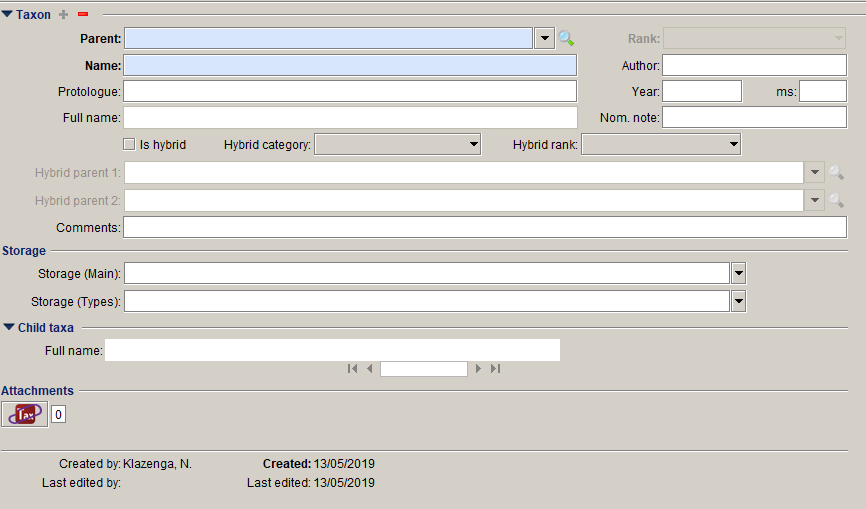 Taxon
Parent: Rank:
Name: Author:
Protologue: Year: ms:
Full name: Nom. note:
Is hybrid Hybrid category: Hybrid rank:
Hybrid parent 1:
Hybrid parent 2:
Comments:
Storage
Storage (Main):
Storage (Types):
Child taxa
Full name:
Attachments
Tax 0
Created by: Klazenga, N. Created: 13/05/2019
Last edited by: Last edited: 13/05/2019